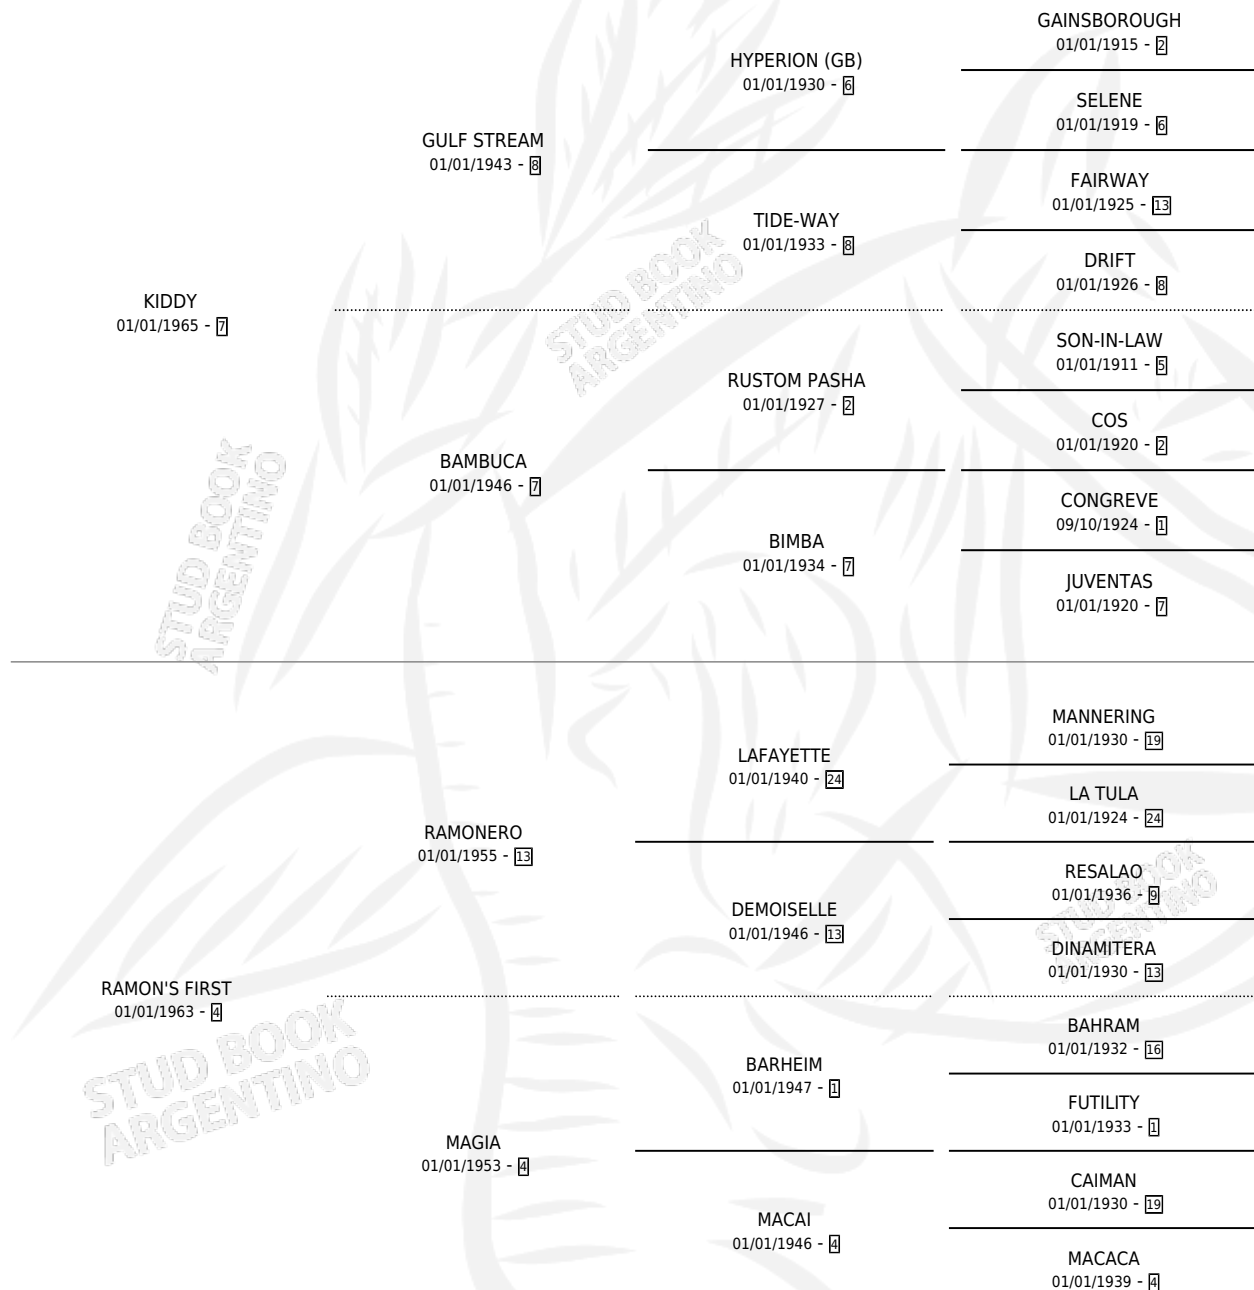 GAINSBOROUGH
01/01/1915 - 2
HYPERION (GB)
01/01/1930 - 6
SELENE
01/01/1919 - 6
GULF STREAM
01/01/1943 - 8
FAIRWAY
01/01/1925 - 13
TIDE-WAY
01/01/1933 - 8
DRIFT
01/01/1926 - 8
KIDDY
01/01/1965 - 7
SON-IN-LAW
01/01/1911 - 5
RUSTOM PASHA
01/01/1927 - 2
COS
01/01/1920 - 2
BAMBUCA
01/01/1946 - 7
CONGREVE
09/10/1924 - 1
BIMBA
01/01/1934 - 7
JUVENTAS
01/01/1920 - 7
MANNERING
01/01/1930 - 19
LAFAYETTE
01/01/1940 - 24
LA TULA
01/01/1924 - 24
RAMONERO
01/01/1955 - 13
RESALAO
01/01/1936 - 9
DEMOISELLE
01/01/1946 - 13
DINAMITERA
01/01/1930 - 13
RAMON'S FIRST
01/01/1963 - 4
BAHRAM
01/01/1932 - 16
BARHEIM
01/01/1947 - 1
FUTILITY
01/01/1933 - 1
MAGIA
01/01/1953 - 4
CAIMAN
01/01/1930 - 19
MACAI
01/01/1946 - 4
MACACA
01/01/1939 - 4
STUD BOOK
ARGENTINO
STUD BOOK
ARGENTINO
STUD BOOK
ARGENTINO
STUD BOOK
ARGENTINO